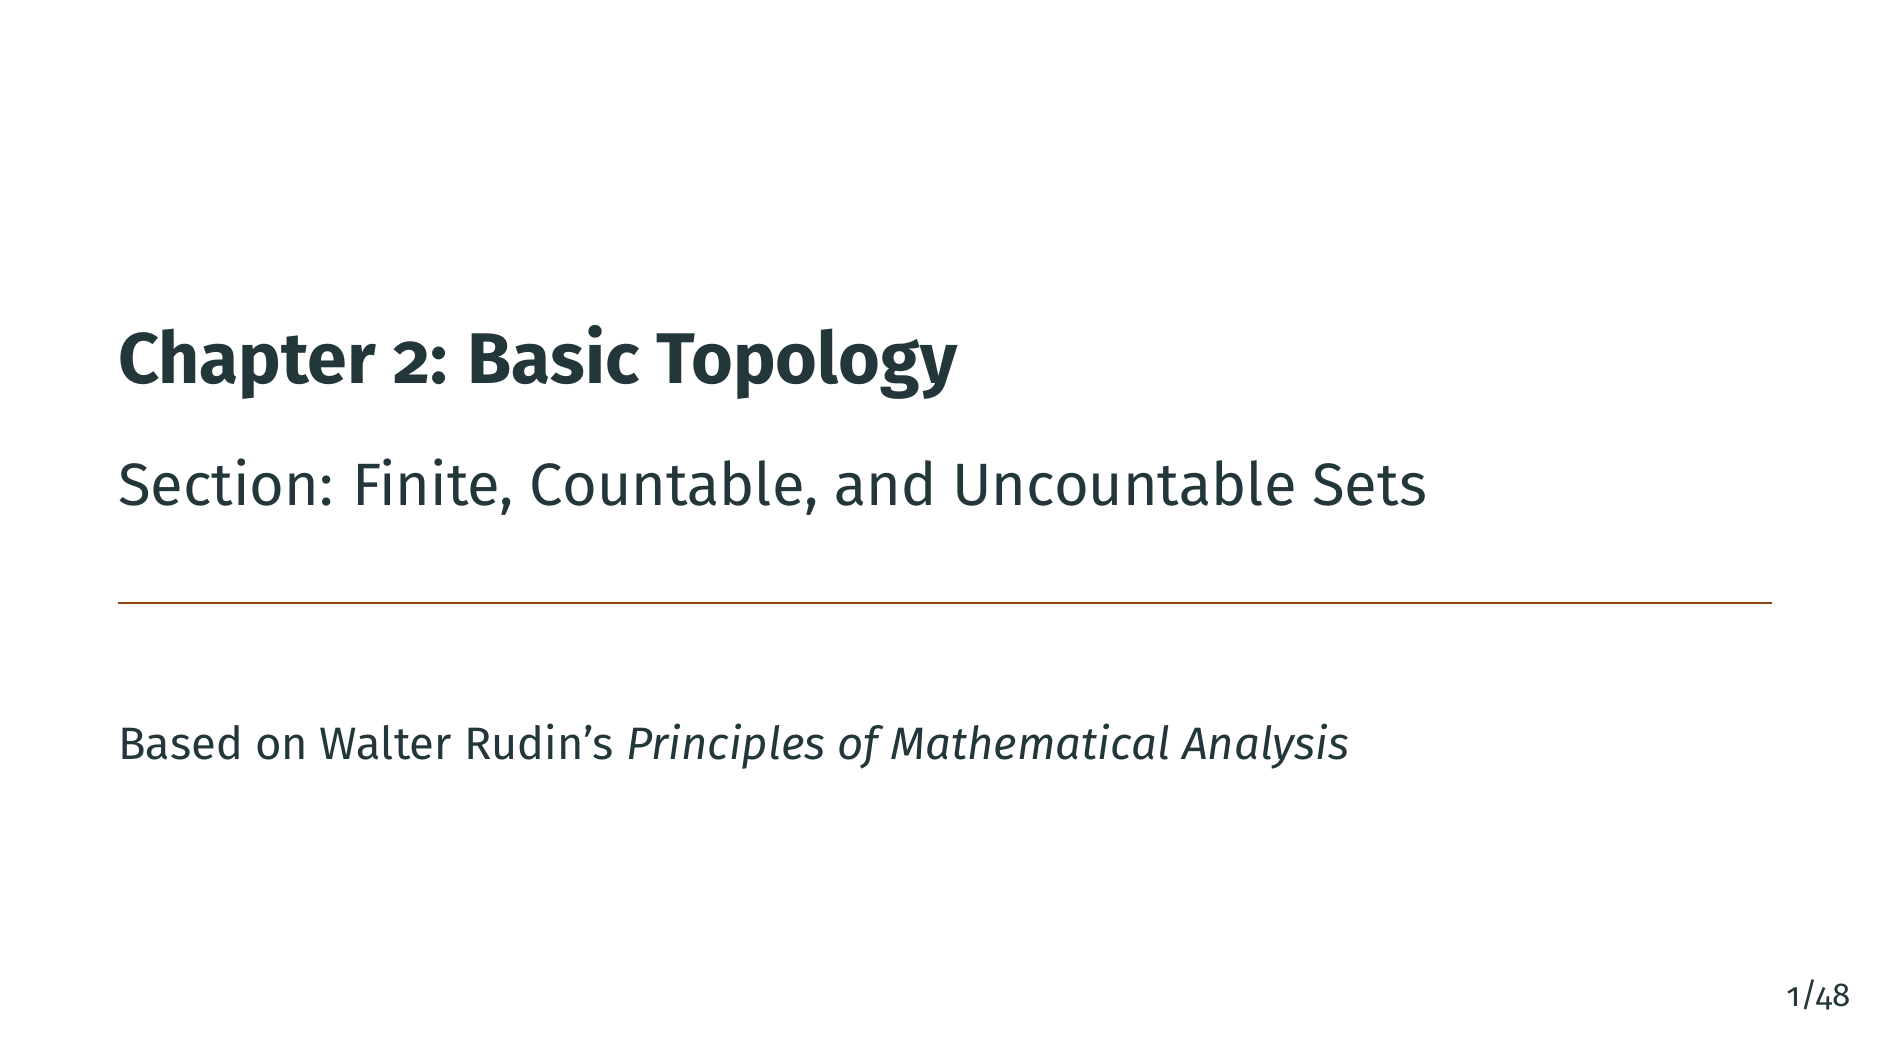 Chapter 2: Basic Topology
Section: Finite, Countable, and Uncountable Sets
Based on Walter Rudin’s Principles of Mathematical Analysis
1/48